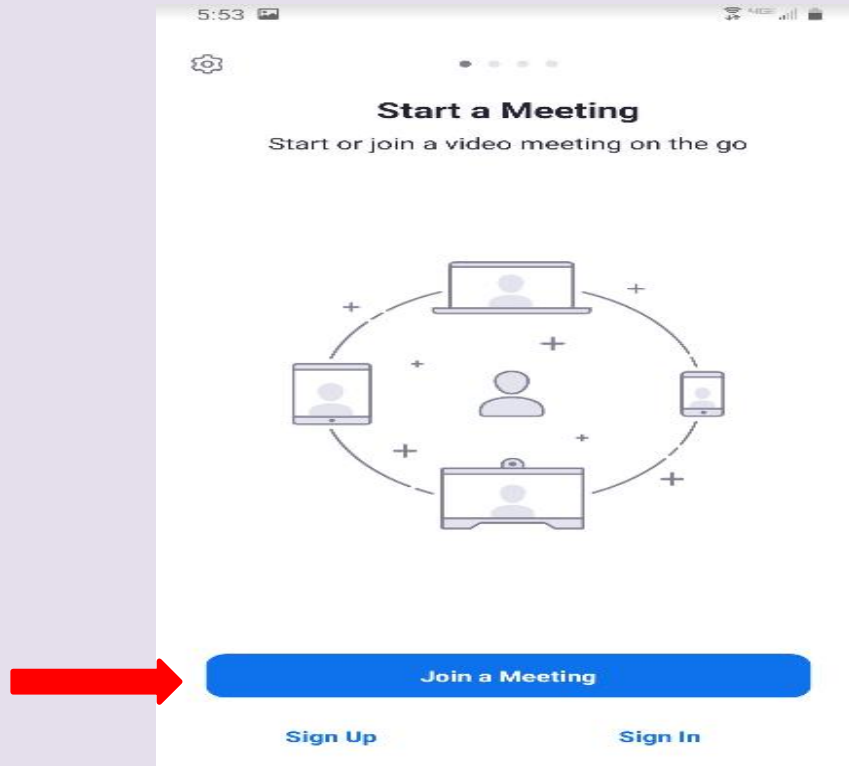 5:53
Start a Meeting
Start or join a video meeting on the go
Join a Meeting
Sign Up
Sign In